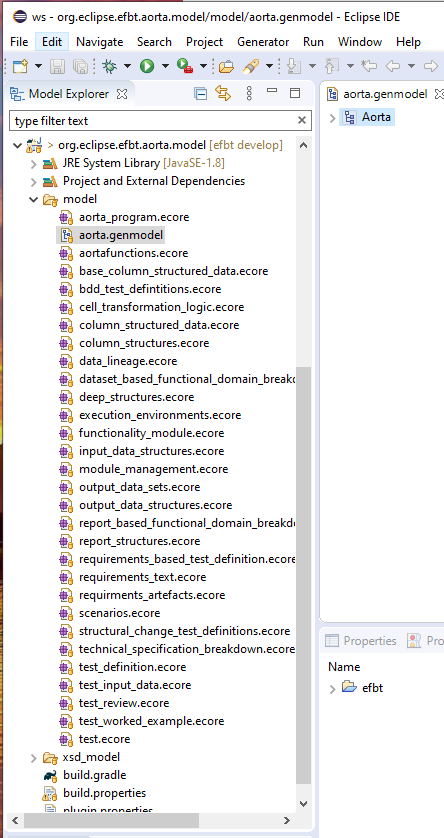 ws - org.eclipse.efbt.aorta.model/model/aorta.genmodel - Eclipse IDE
File Edit Navigate Search Project Generator Run Window Help
Model Explorer
type filter text
org.eclipse.efbt.aorta.model [efbt develop]
JRE System Library [JavaSE-1.8]
Project and External Dependencies
model
aorta_program.ecore
aorta.genmodel
aortafunctions.ecore
base_column_structured_data.ecore
bdd_test_defintitions.ecore
cell_transformation_logic.ecore
column_structured_data.ecore
column_structures.ecore
data_lineage.ecore
dataset_based_functional_domain_breakd
deep_structures.ecore
execution_environments.ecore
functionality_module.ecore
input_data_structures.ecore
module_management.ecore
output_data_sets.ecore
output_data_structures.ecore
report_based_functional_domain_breakdo
report_structures.ecore
requirements_based_test_definition.ecore
requirements_text.ecore
requirments_artefacts.ecore
scenarios.ecore
structural_change_test_definitions.ecore
technical_specification_breakdown.ecore
test_definition.ecore
test_input_data.ecore
test_review.ecore
test_worked_example.ecore
test.ecore
xsd_model
build.gradle
build.properties
plugin.properties
aorta.genmodel
Aorta
Properties Pro
Name
efbt